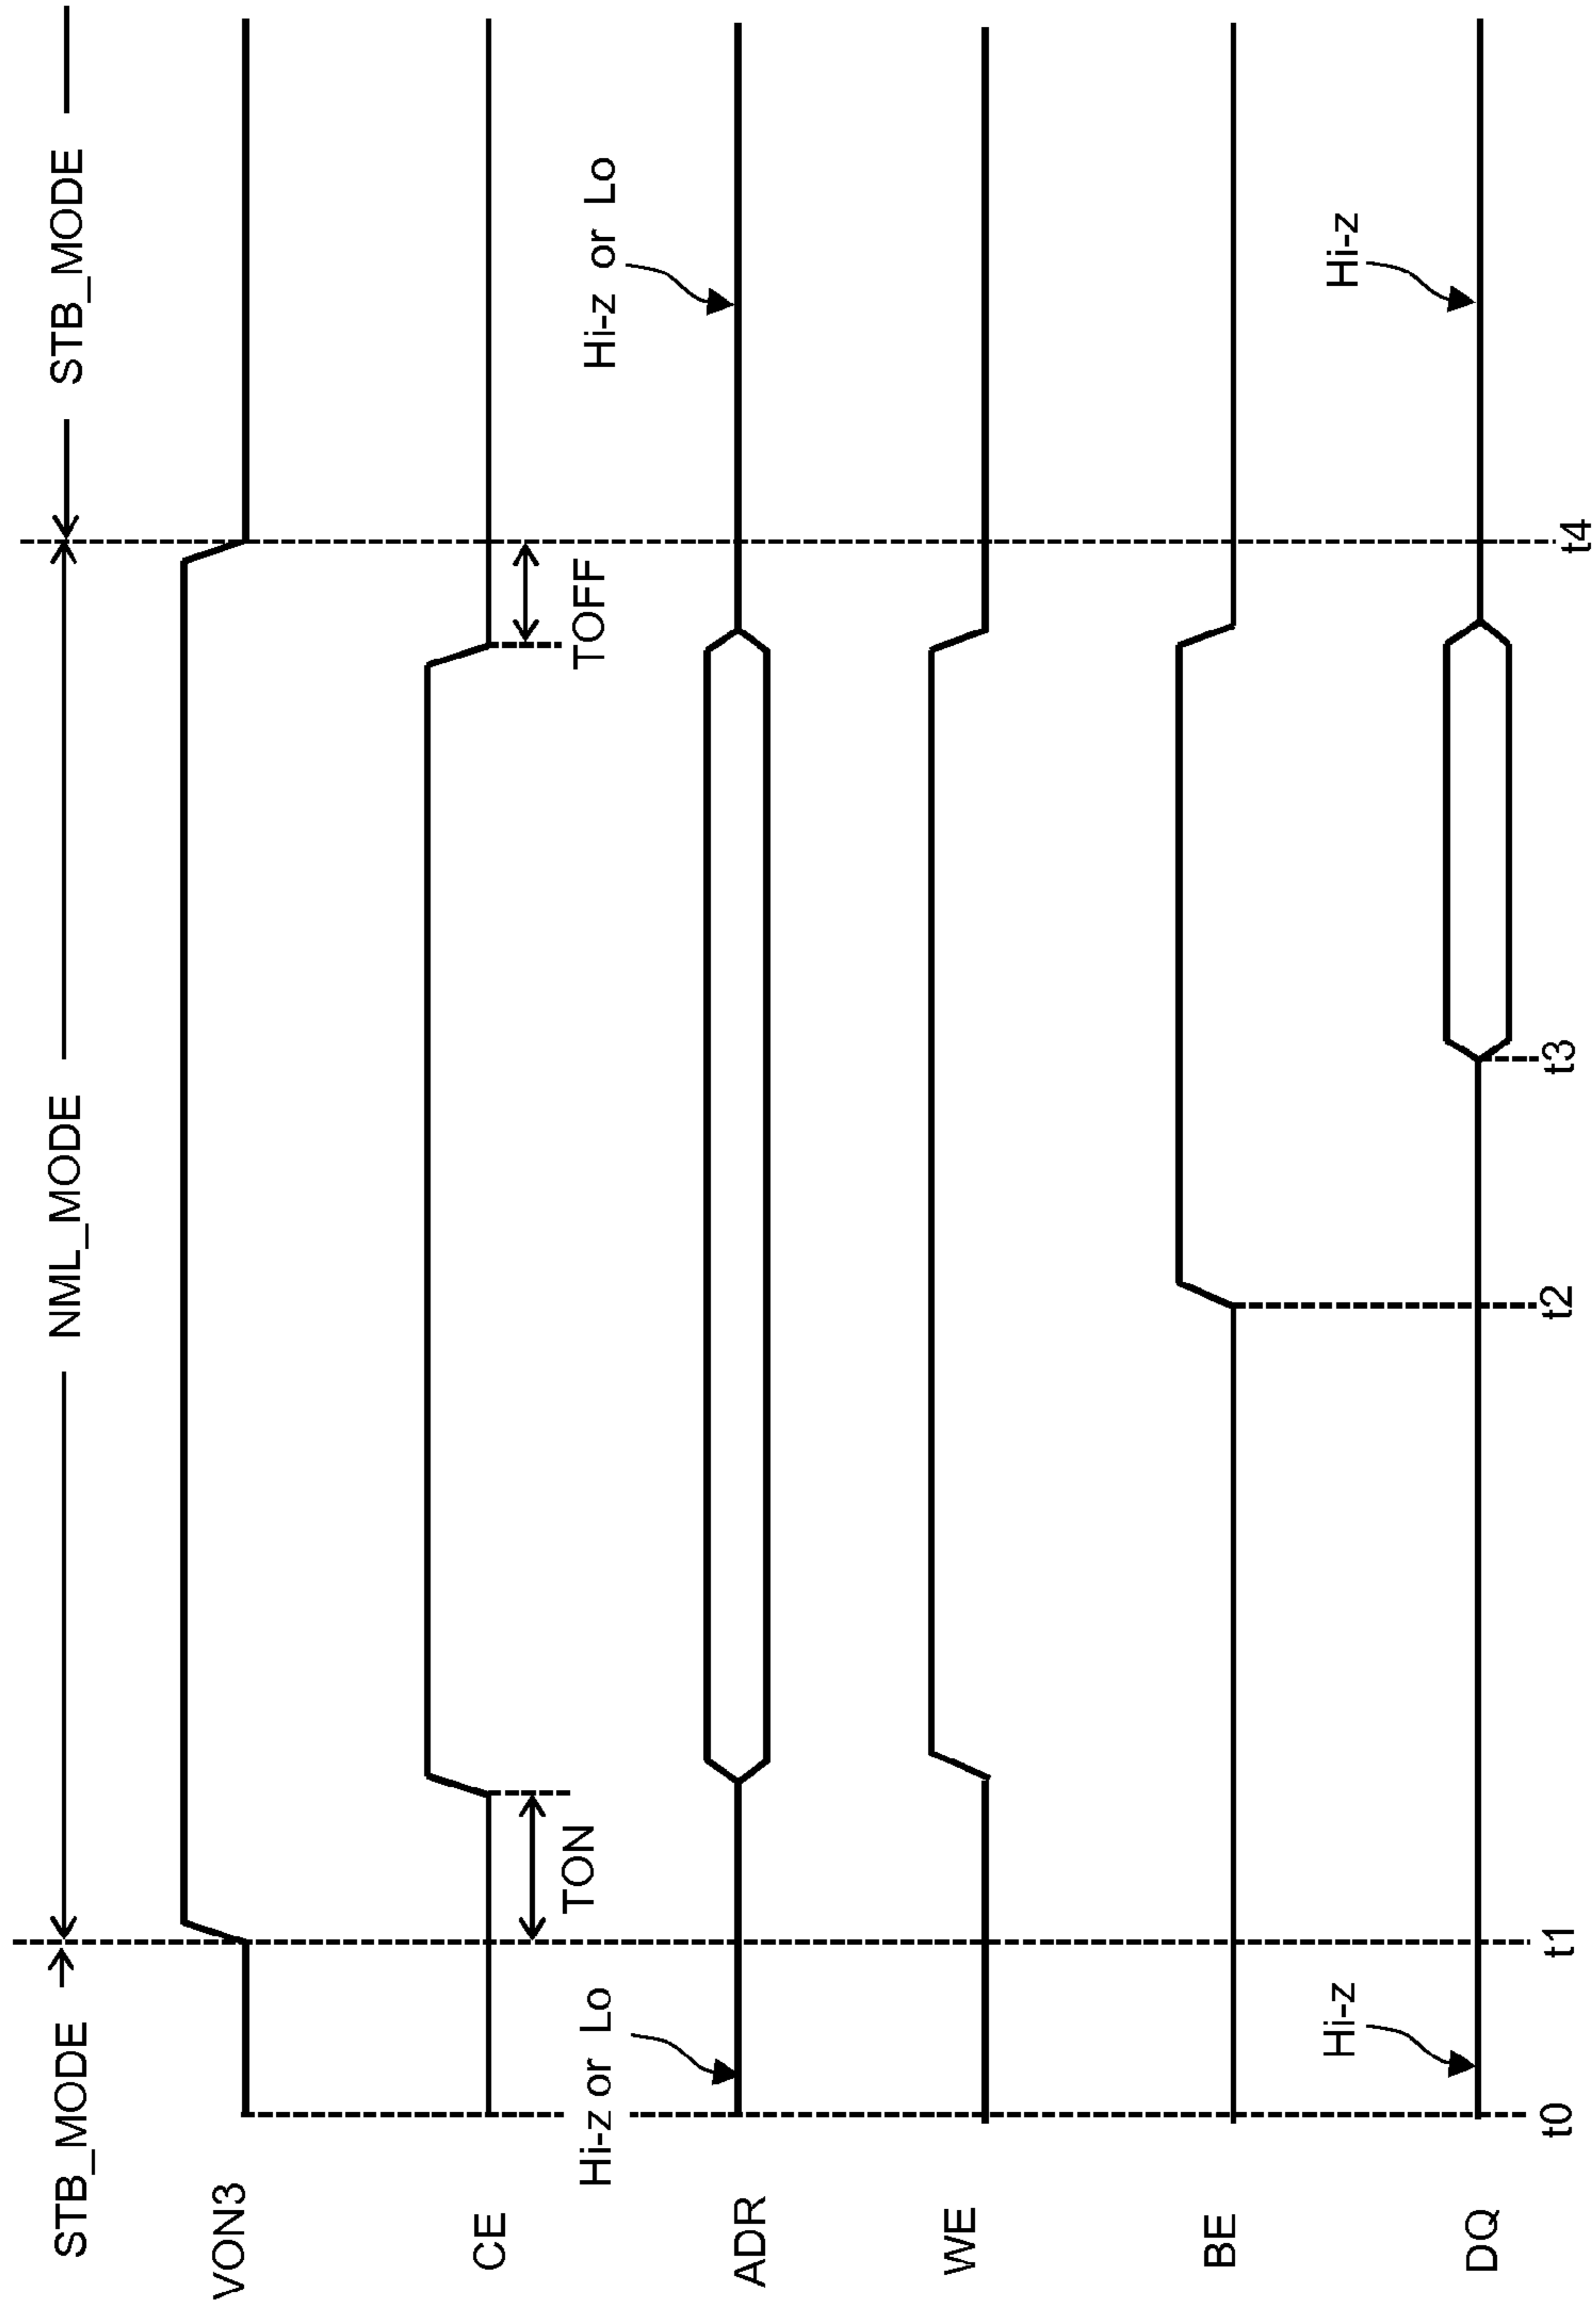 STB_MODE NML_MODE STB_MODE
VON3
CE
TON TOFF
Hi-z or Lo Hi-z or Lo
ADR
WE
BE
Hi-z Hi-z
DQ
t0 t1 t2 t3 t4